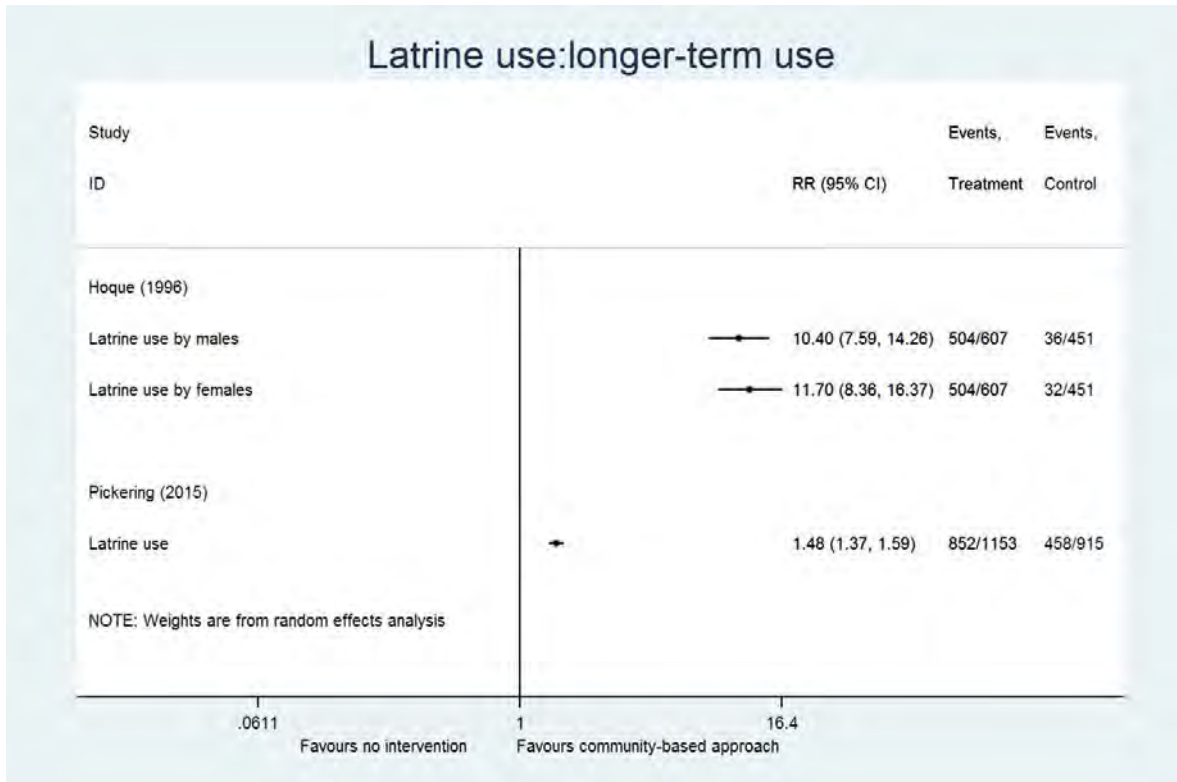 Latrine use:longer-term use
Study Events, Events,
ID RR (95% CI) Treatment Control
Hoque (1996)
Latrine use by males 10.40 (7.59, 14.26) 504/607 36/451
Latrine use by females 11.70 (8.36, 16.37) 504/607 32/451
Pickering (2015)
Latrine use 1.48 (1.37, 1.59) 852/1153 458/915
NOTE: Weights are from random effects analysis
.0611 1 16.4
Favours no intervention Favours community-based approach